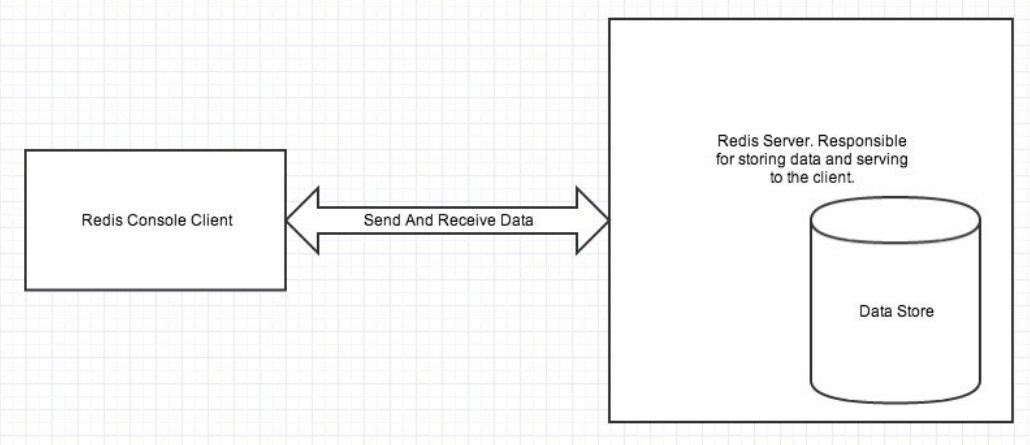 Redis Console Client
Send And Receive Data
Redis Server. Responsible
for storing data and serving
to the client.
Data Store